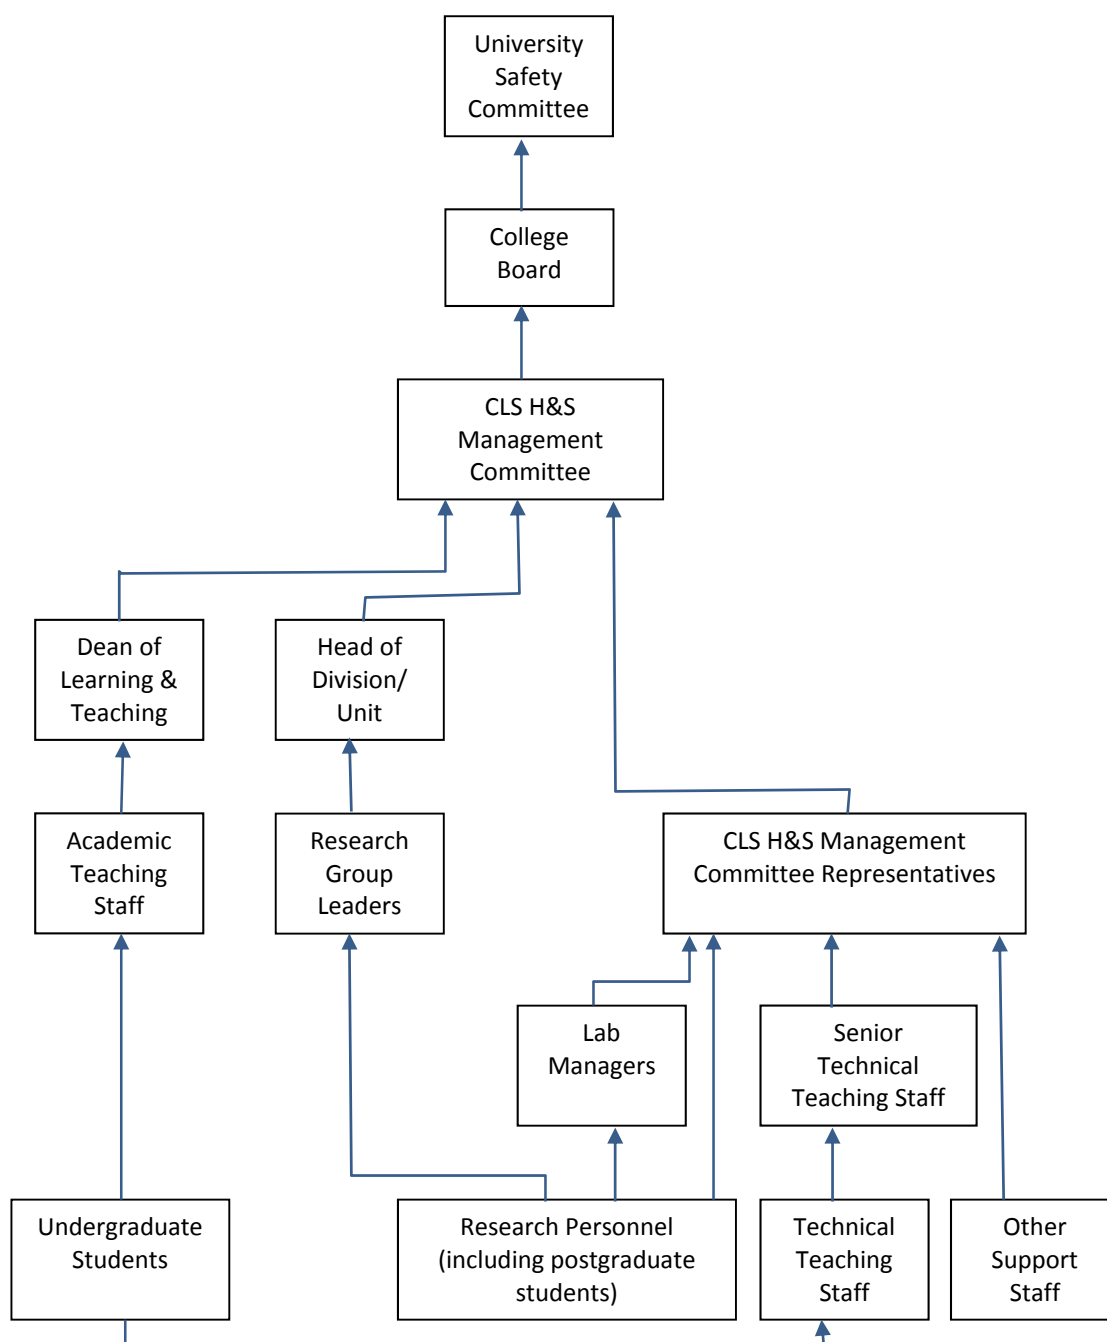 University
Safety
Committee
College
Board
CLS H&S
Management
Committee
Dean of
Learning &
Teaching
Head of
Division/
Unit
Academic
Teaching
Staff
Research
Group
Leaders
CLS H&S Management
Committee Representatives
Lab
Managers
Senior
Technical
Teaching Staff
Undergraduate
Students
Research Personnel
(including postgraduate
students)
Technical
Teaching
Staff
Other
Support
Staff